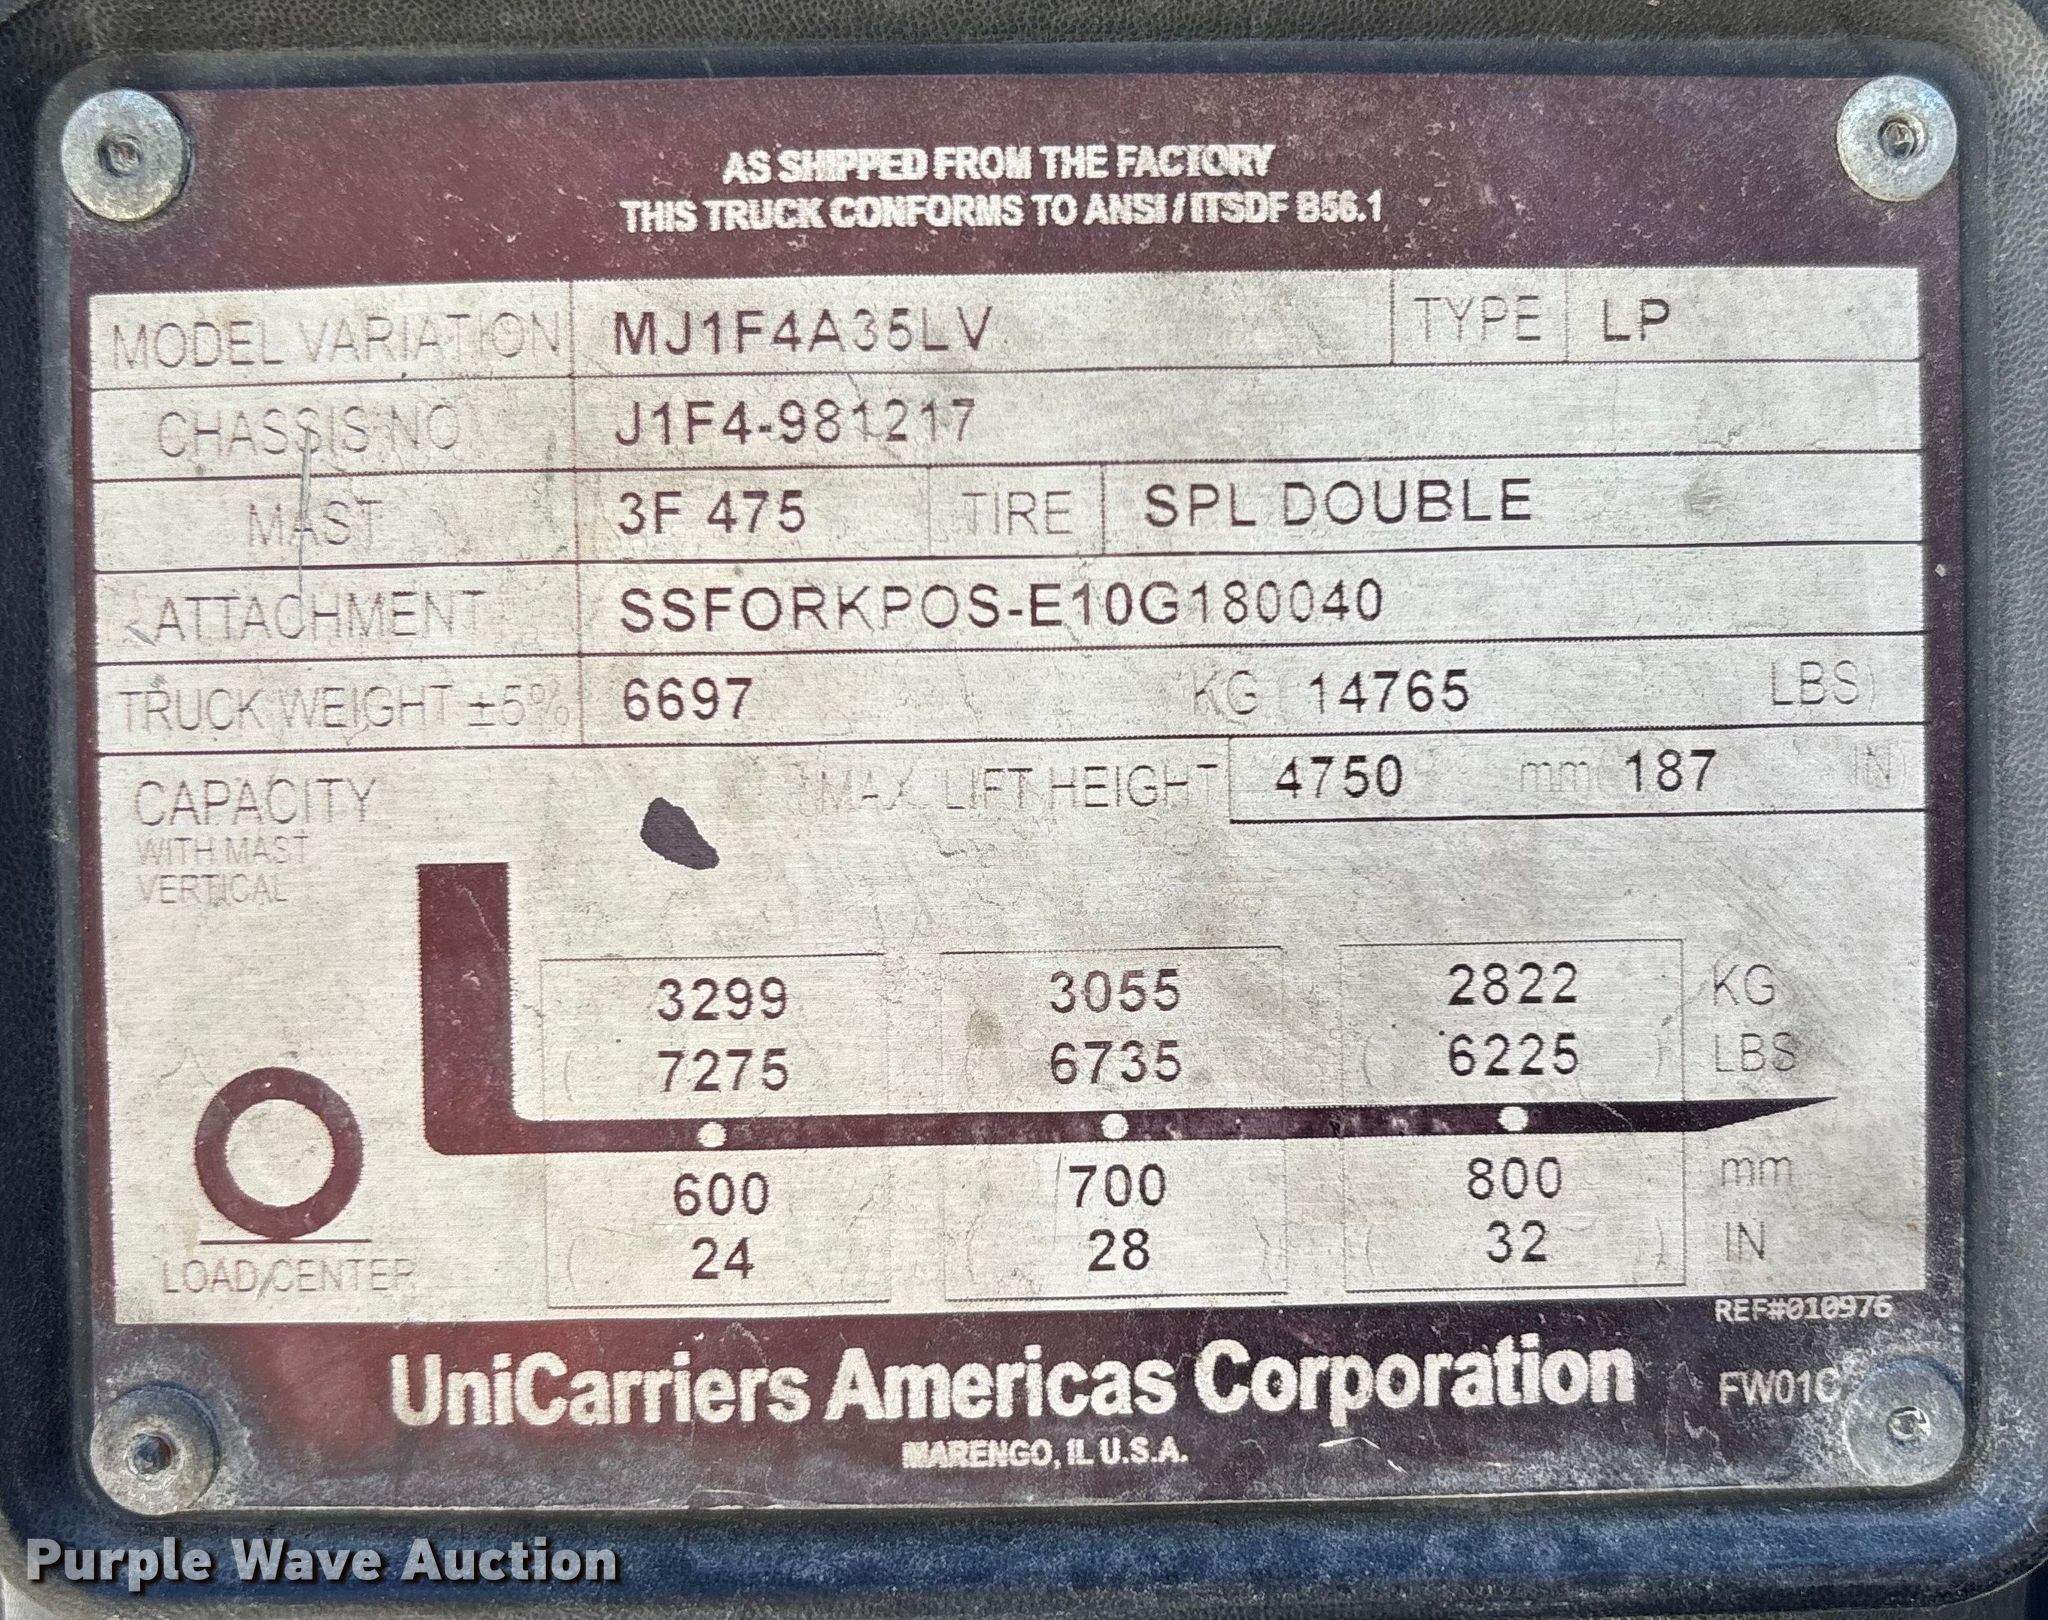 AS SHIPPED FROM THE FACTORY
THIS TRUCK CONFORMS TO ANSI / ITSDF B56.1
MODEL VARIATION MJ1F4A35LV TYPE LP
CHASSIS NO J1F4-981217
MAST 3F 475 TIRE SPL DOUBLE
ATTACHMENT SSFORKPOS-E10G180040
TRUCK WEIGHT ±5% 6697 KG 14765 LBS)
CAPACITY MAX. LIFT HEIGHT 4750 mm( 187 IN)
WITH MAST
VERTICAL
3299 3055 2822 KG
( 7275 6735 ( 6225 ) LBS
600 700 800 mm
( 24 ( 28 ) ( 32 ) IN
LOAD CENTER
REF#010976
UniCarriers Americas Corporation FW01C
MARENGO, IL U.S.A.
Purple Wave Auction